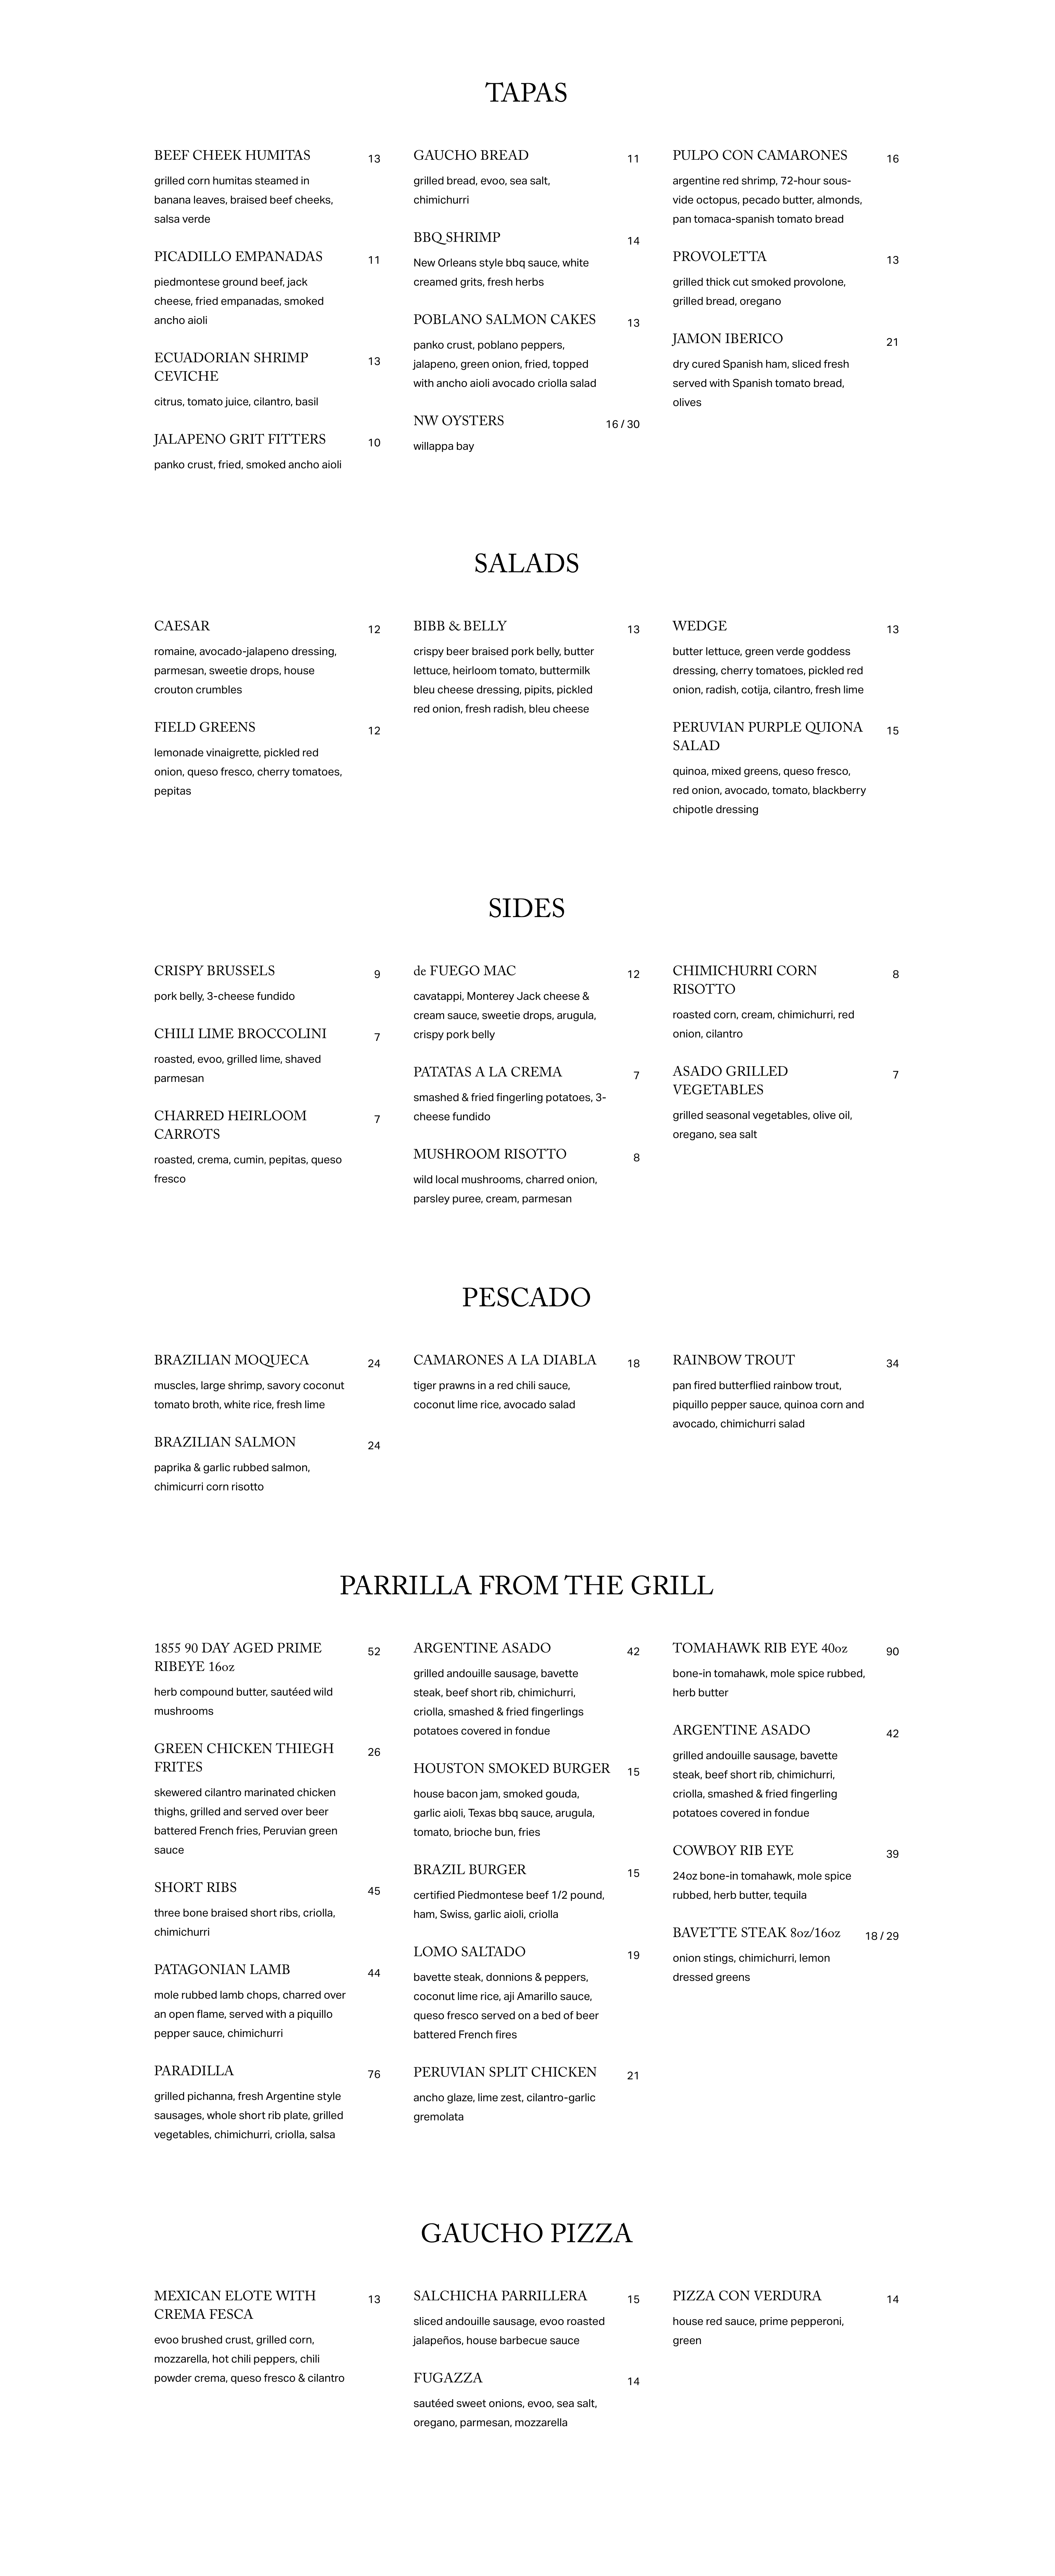 TAPAS
BEEF CHEEK HUMITAS 13
grilled corn humitas steamed in
banana leaves, braised beef cheeks,
salsa verde
PICADILLO EMPANADAS 11
piedmontese ground beef, jack
cheese, fried empanadas, smoked
ancho aioli
ECUADORIAN SHRIMP 13
CEVICHE
citrus, tomato juice, cilantro, basil
JALAPENO GRIT FITTERS 10
panko crust, fried, smoked ancho aioli
GAUCHO BREAD 11
grilled bread, evoo, sea salt,
chimichurri
BBQ SHRIMP 14
New Orleans style bbq sauce, white
creamed grits, fresh herbs
POBLANO SALMON CAKES 13
panko crust, poblano peppers,
jalapeno, green onion, fried, topped
with ancho aioli avocado criolla salad
NW OYSTERS 16 / 30
willappa bay
PULPO CON CAMARONES 16
argentine red shrimp, 72-hour sous-
vide octopus, pecado butter, almonds,
pan tomaca-spanish tomato bread
PROVOLETTA 13
grilled thick cut smoked provolone,
grilled bread, oregano
JAMON IBERICO 21
dry cured Spanish ham, sliced fresh
served with Spanish tomato bread,
olives
SALADS
CAESAR 12
romaine, avocado-jalapeno dressing,
parmesan, sweetie drops, house
crouton crumbles
FIELD GREENS 12
lemonade vinaigrette, pickled red
onion, queso fresco, cherry tomatoes,
pepitas
BIBB & BELLY 13
crispy beer braised pork belly, butter
lettuce, heirloom tomato, buttermilk
bleu cheese dressing, pipits, pickled
red onion, fresh radish, bleu cheese
WEDGE 13
butter lettuce, green verde goddess
dressing, cherry tomatoes, pickled red
onion, radish, cotija, cilantro, fresh lime
PERUVIAN PURPLE QUIONA 15
SALAD
quinoa, mixed greens, queso fresco,
red onion, avocado, tomato, blackberry
chipotle dressing
SIDES
CRISPY BRUSSELS 9
pork belly, 3-cheese fundido
CHILI LIME BROCCOLINI 7
roasted, evoo, grilled lime, shaved
parmesan
CHARRED HEIRLOOM 7
CARROTS
roasted, crema, cumin, pepitas, queso
fresco
de FUEGO MAC 12
cavatappi, Monterey Jack cheese &
cream sauce, sweetie drops, arugula,
crispy pork belly
PATATAS A LA CREMA 7
smashed & fried fingerling potatoes, 3-
cheese fundido
MUSHROOM RISOTTO 8
wild local mushrooms, charred onion,
parsley puree, cream, parmesan
CHIMICHURRI CORN 8
RISOTTO
roasted corn, cream, chimichurri, red
onion, cilantro
ASADO GRILLED 7
VEGETABLES
grilled seasonal vegetables, olive oil,
oregano, sea salt
PESCADO
BRAZILIAN MOQUECA 24
muscles, large shrimp, savory coconut
tomato broth, white rice, fresh lime
BRAZILIAN SALMON 24
paprika & garlic rubbed salmon,
chimicurri corn risotto
CAMARONES A LA DIABLA 18
tiger prawns in a red chili sauce,
coconut lime rice, avocado salad
RAINBOW TROUT 34
pan fired butterflied rainbow trout,
piquillo pepper sauce, quinoa corn and
avocado, chimichurri salad
PARRILLA FROM THE GRILL
1855 90 DAY AGED PRIME 52
RIBEYE 16oz
herb compound butter, sautéed wild
mushrooms
GREEN CHICKEN THIEGH 26
FRITES
skewered cilantro marinated chicken
thighs, grilled and served over beer
battered French fries, Peruvian green
sauce
SHORT RIBS 45
three bone braised short ribs, criolla,
chimichurri
PATAGONIAN LAMB 44
mole rubbed lamb chops, charred over
an open flame, served with a piquillo
pepper sauce, chimichurri
PARADILLA 76
grilled pichanna, fresh Argentine style
sausages, whole short rib plate, grilled
vegetables, chimichurri, criolla, salsa
ARGENTINE ASADO 42
grilled andouille sausage, bavette
steak, beef short rib, chimichurri,
criolla, smashed & fried fingerlings
potatoes covered in fondue
HOUSTON SMOKED BURGER 15
house bacon jam, smoked gouda,
garlic aioli, Texas bbq sauce, arugula,
tomato, brioche bun, fries
BRAZIL BURGER 15
certified Piedmontese beef 1/2 pound,
ham, Swiss, garlic aioli, criolla
LOMO SALTADO 19
bavette steak, donnions & peppers,
coconut lime rice, aji Amarillo sauce,
queso fresco served on a bed of beer
battered French fires
PERUVIAN SPLIT CHICKEN 21
ancho glaze, lime zest, cilantro-garlic
gremolata
TOMAHAWK RIB EYE 40oz 90
bone-in tomahawk, mole spice rubbed,
herb butter
ARGENTINE ASADO 42
grilled andouille sausage, bavette
steak, beef short rib, chimichurri,
criolla, smashed & fried fingerling
potatoes covered in fondue
COWBOY RIB EYE 39
24oz bone-in tomahawk, mole spice
rubbed, herb butter, tequila
BAVETTE STEAK 8oz/16oz 18 / 29
onion stings, chimichurri, lemon
dressed greens
GAUCHO PIZZA
MEXICAN ELOTE WITH 13
CREMA FESCA
evoo brushed crust, grilled corn,
mozzarella, hot chili peppers, chili
powder crema, queso fresco & cilantro
SALCHICHA PARRILLERA 15
sliced andouille sausage, evoo roasted
jalapeños, house barbecue sauce
FUGAZZA 14
sautéed sweet onions, evoo, sea salt,
oregano, parmesan, mozzarella
PIZZA CON VERDURA 14
house red sauce, prime pepperoni,
green